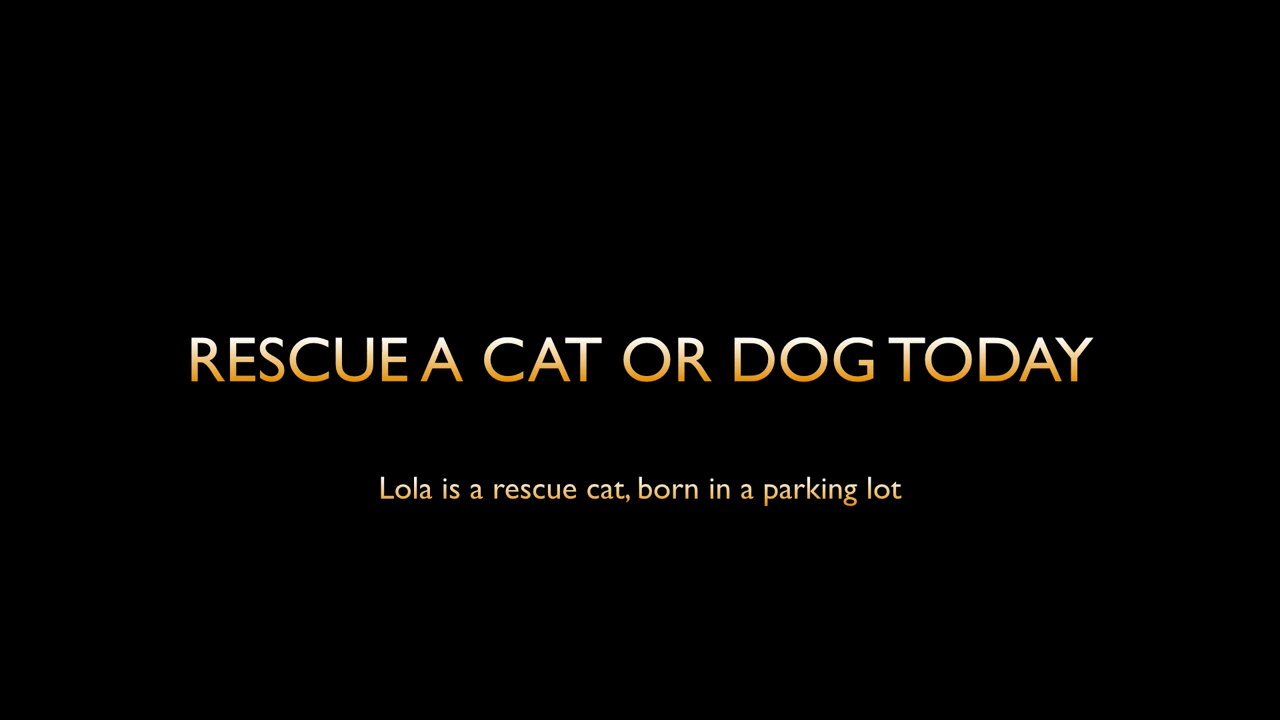 RESCUE A CAT OR DOG TODAY
Lola is a rescue cat, born in a parking lot